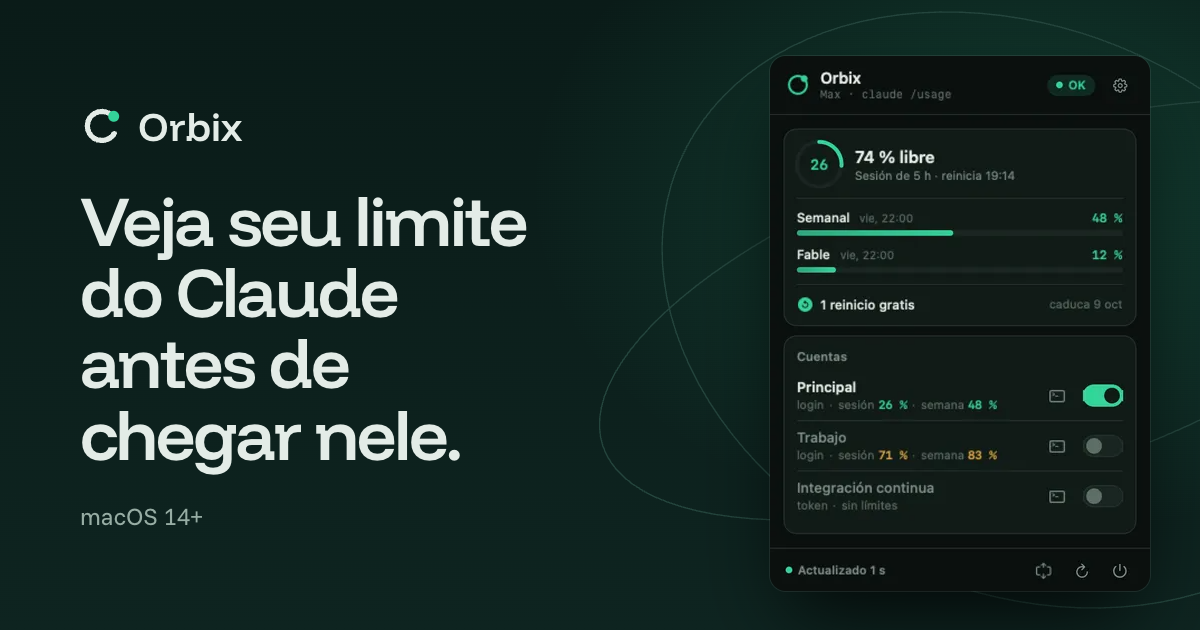 Orbix
Veja seu limite
do Claude
antes de
chegar nele.
macOS 14+
Orbix
Max · claude /usage
OK
26
74 % libre
Sesión de 5 h · reinicia 19:14
Semanal vie, 22:00 48 %
Fable vie, 22:00 12 %
1 reinicio gratis caduca 9 oct
Cuentas
Principal
login · sesión 26 % · semana 48 %
Trabajo
login · sesión 71 % · semana 83 %
Integración continua
token · sin límites
Actualizado 1 s